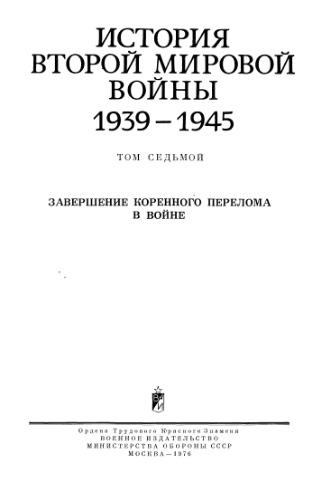 ИСТОРИЯ
ВТОРОЙ МИРОВОЙ
ВОЙНЫ
1939–1945
ТОМ СЕДЬМОЙ
ЗАВЕРШЕНИЕ КОРЕННОГО ПЕРЕЛОМА
В ВОЙНЕ
Ордена Трудового Красного Знамени
ВОЕННОЕ ИЗДАТЕЛЬСТВО
МИНИСТЕРСТВА ОБОРОНЫ СССР
МОСКВА—1976